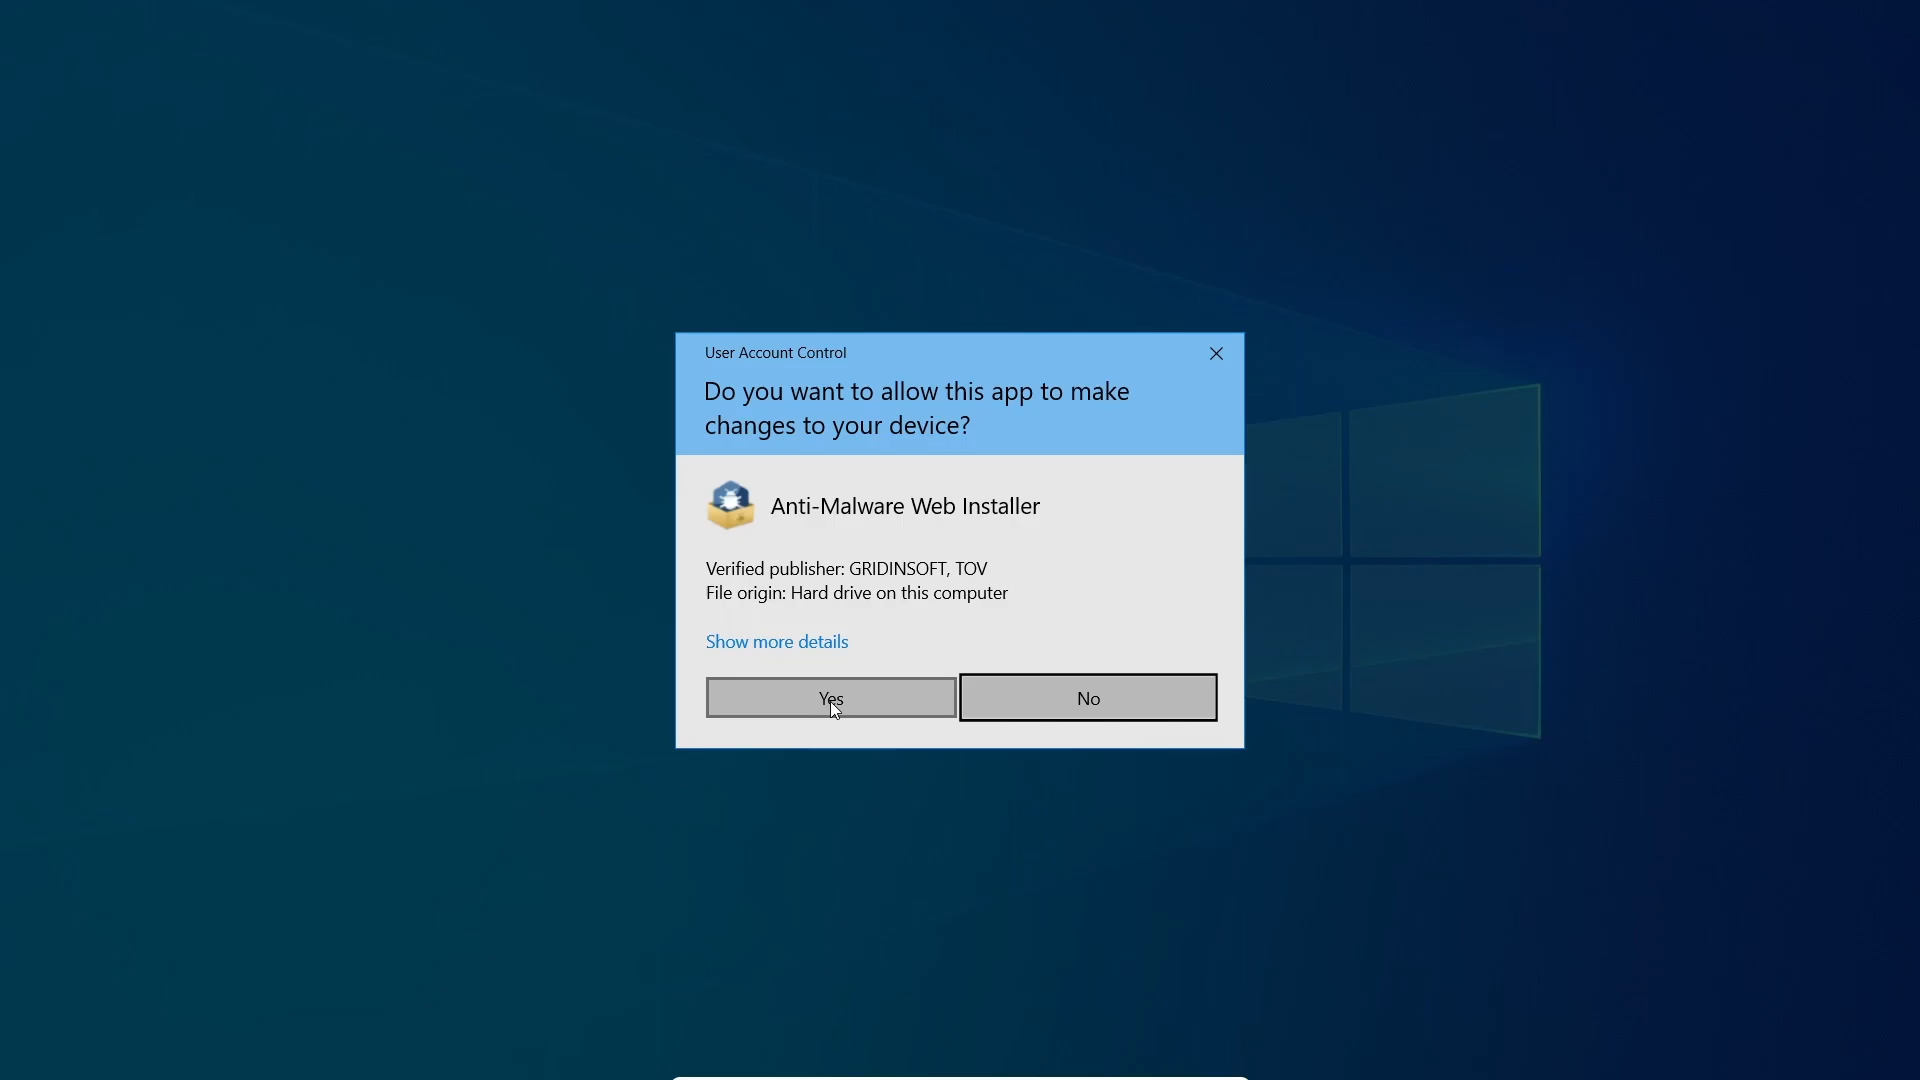 User Account Control
Do you want to allow this app to make
changes to your device?
Anti-Malware Web Installer
Verified publisher: GRIDINSOFT, TOV
File origin: Hard drive on this computer
Show more details
Yes
No